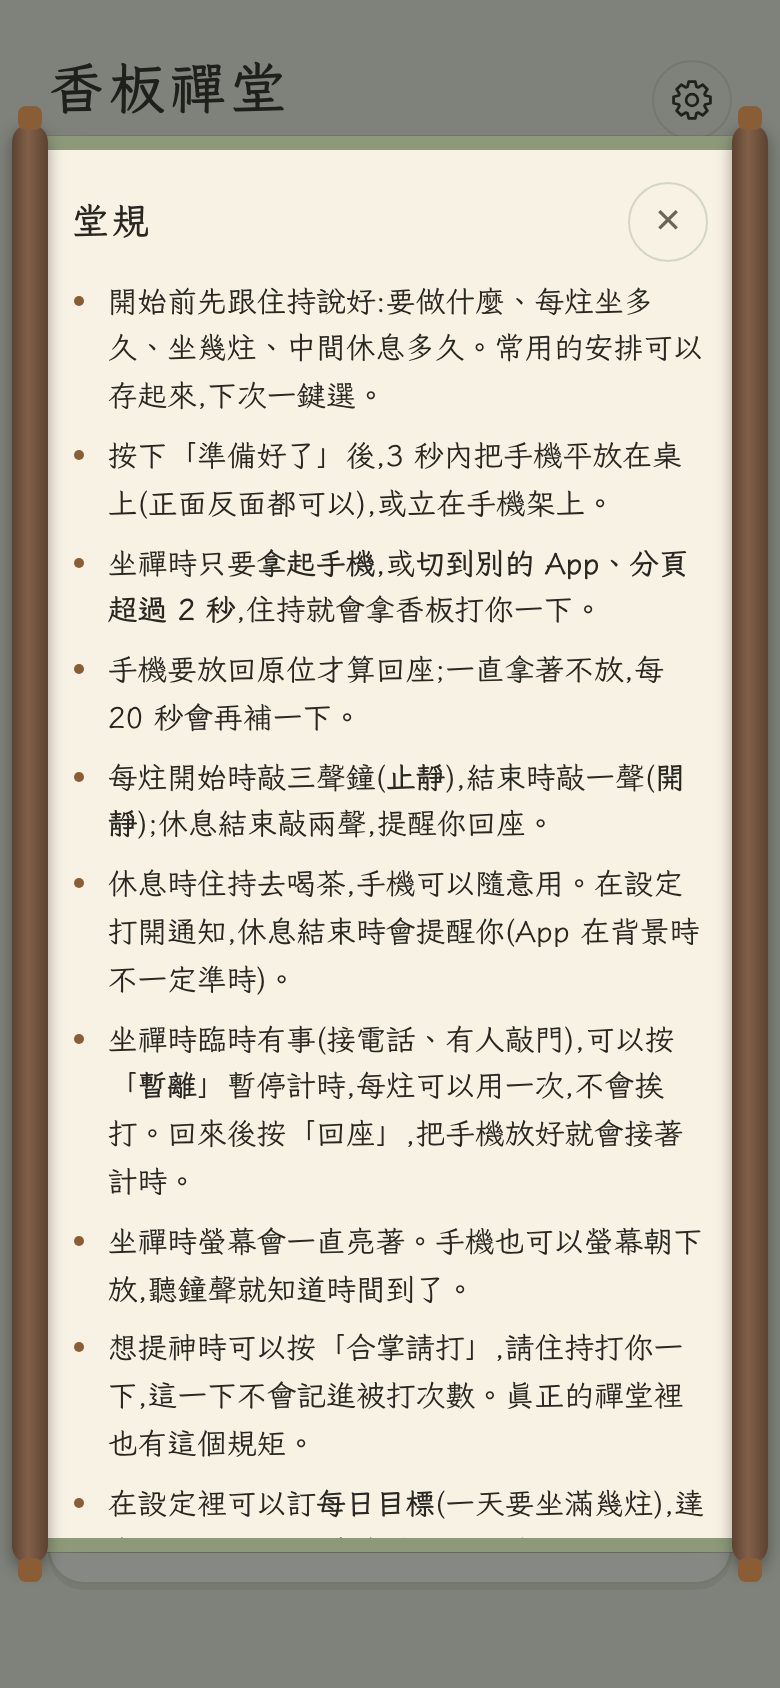 香板禪堂
堂規
開始前先跟住持說好:要做什麼、每炷坐多
久、坐幾炷、中間休息多久。常用的安排可以
存起來,下次一鍵選。
按下「準備好了」後,3 秒內把手機平放在桌
上(正面反面都可以),或立在手機架上。
坐禪時只要拿起手機,或切到別的 App、分頁
超過 2 秒,住持就會拿香板打你一下。
手機要放回原位才算回座;一直拿著不放,每
20 秒會再補一下。
每炷開始時敲三聲鐘(止靜),結束時敲一聲(開
靜);休息結束敲兩聲,提醒你回座。
休息時住持去喝茶,手機可以隨意用。在設定
打開通知,休息結束時會提醒你(App 在背景時
不一定準時)。
坐禪時臨時有事(接電話、有人敲門),可以按
「暫離」暫停計時,每炷可以用一次,不會挨
打。回來後按「回座」,把手機放好就會接著
計時。
坐禪時螢幕會一直亮著。手機也可以螢幕朝下
放,聽鐘聲就知道時間到了。
想提神時可以按「合掌請打」,請住持打你一
下,這一下不會記進被打次數。真正的禪堂裡
也有這個規矩。
在設定裡可以訂每日目標(一天要坐滿幾炷),達